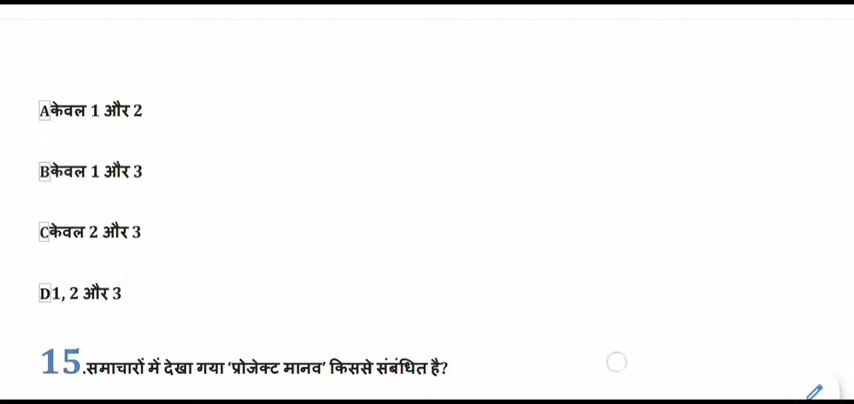 Aकेवल 1 और 2
Bकेवल 1 और 3
Cकेवल 2 और 3
D1, 2 और 3
15.समाचारों में देखा गया ‘प्रोजेक्ट मानव’ किससे संबंधित है?